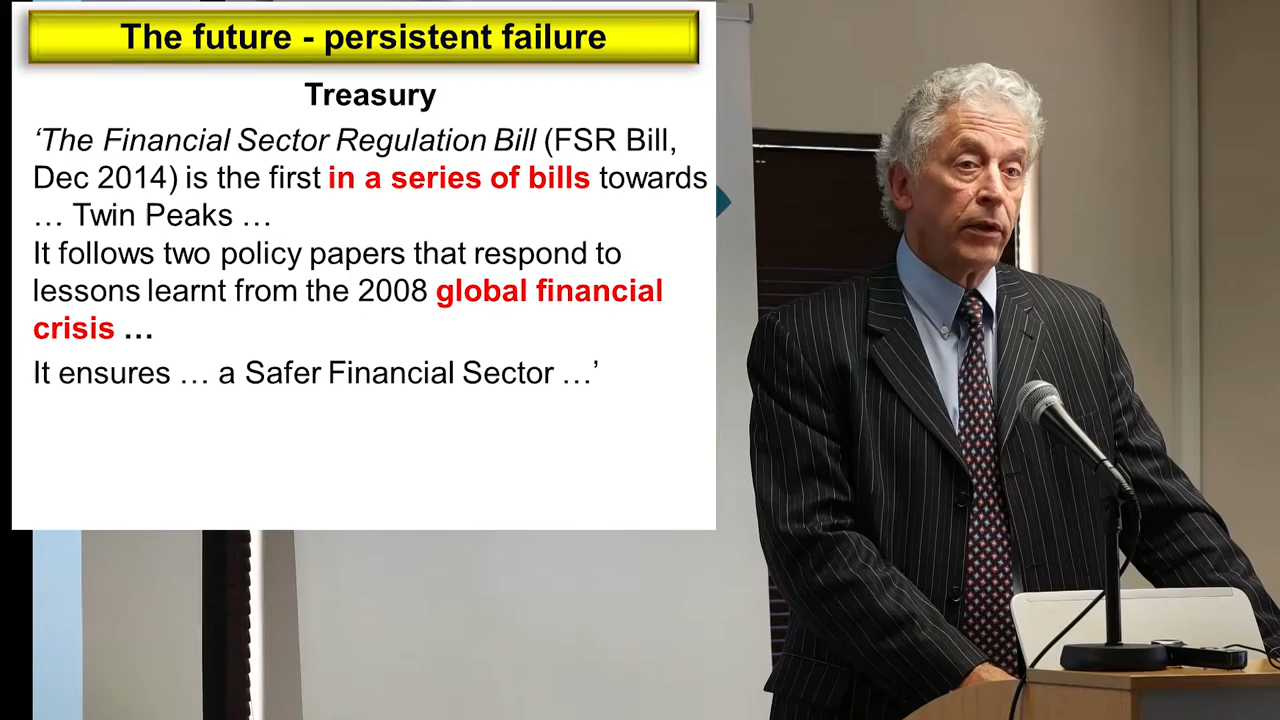 The future - persistent failure
Treasury
‘The Financial Sector Regulation Bill (FSR Bill,
Dec 2014) is the first in a series of bills towards
… Twin Peaks …
It follows two policy papers that respond to
lessons learnt from the 2008 global financial
crisis …
It ensures … a Safer Financial Sector …’